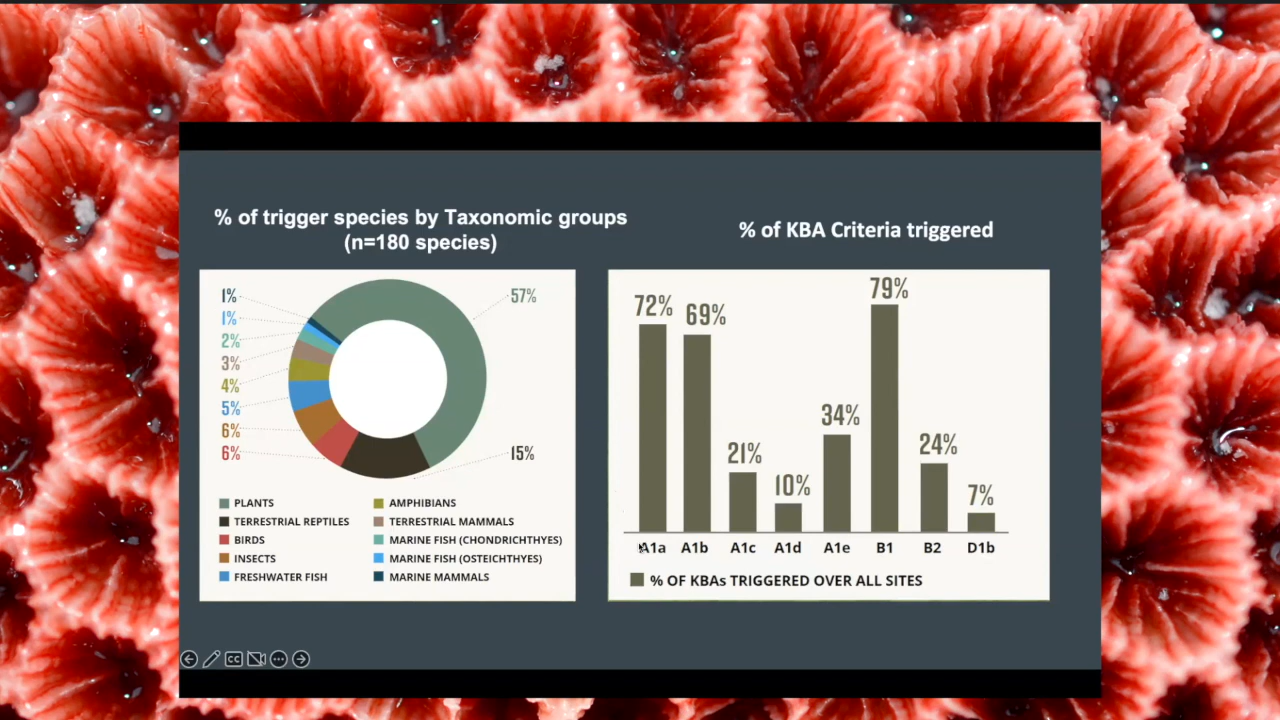 % of trigger species by Taxonomic groups
(n=180 species)
1%
1%
2%
3%
4%
5%
6%
6%
57%
15%
PLANTS
TERRESTRIAL REPTILES
BIRDS
INSECTS
FRESHWATER FISH
AMPHIBIANS
TERRESTRIAL MAMMALS
MARINE FISH (CHONDRICHTHYES)
MARINE FISH (OSTEICHTHYES)
MARINE MAMMALS
% of KBA Criteria triggered
72%
69%
21%
10%
34%
79%
24%
7%
A1a A1b A1c A1d A1e B1 B2 D1b
% OF KBAs TRIGGERED OVER ALL SITES
CC